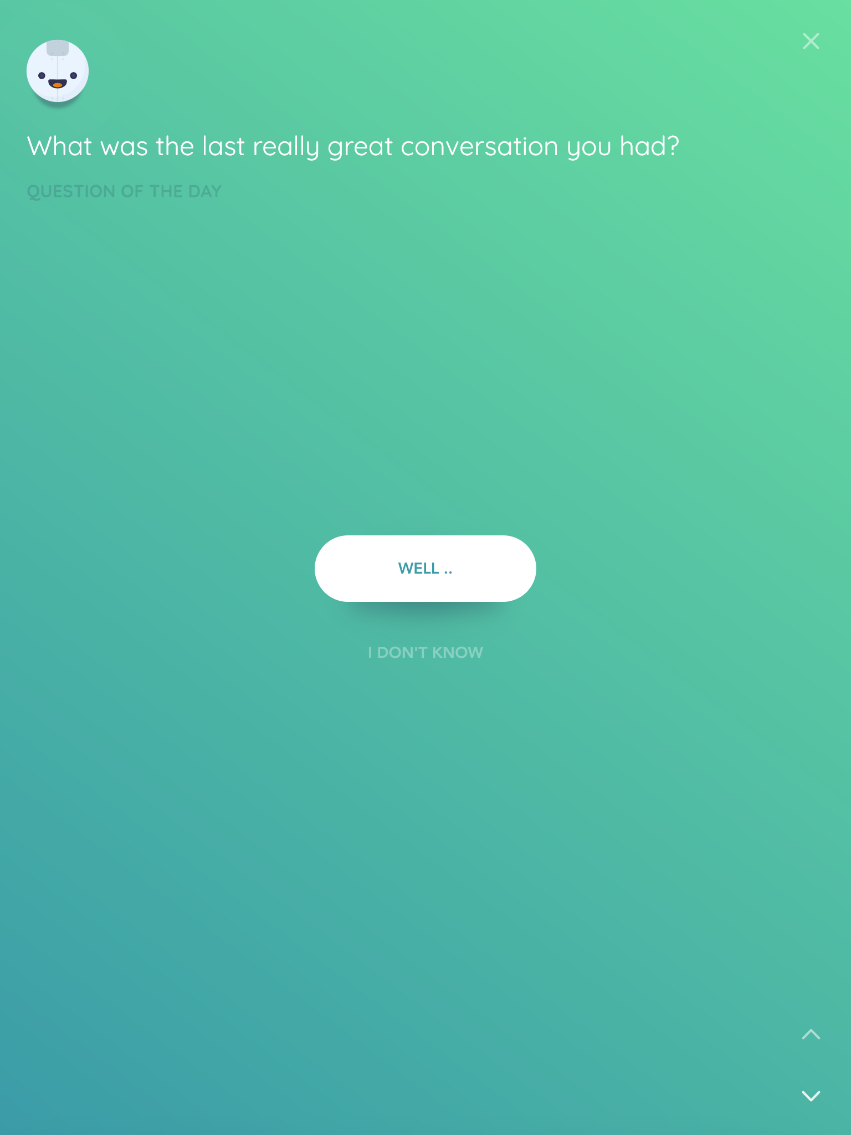 What was the last really great conversation you had?
QUESTION OF THE DAY
WELL ..
I DON'T KNOW